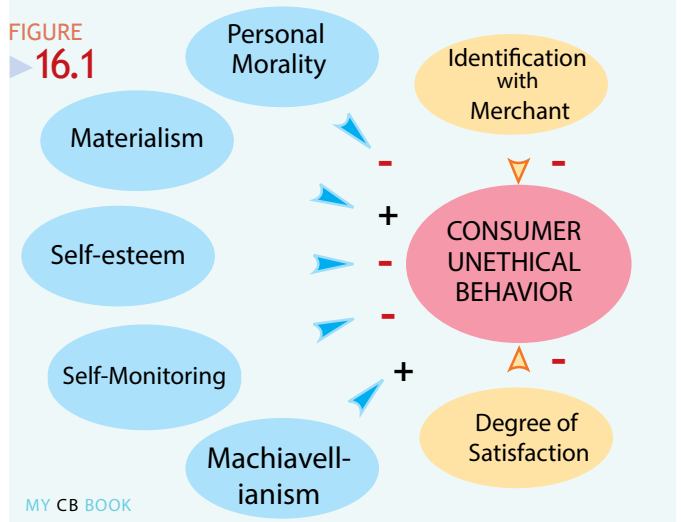 FIGURE
16.1
Personal
Morality
Identification
with
Merchant
Materialism
-
-
+
Self-esteem
-
CONSUMER
UNETHICAL
BEHAVIOR
-
Self-Monitoring
-
+
Degree of
Satisfaction
Machiavell-
ianism
MY CB BOOK